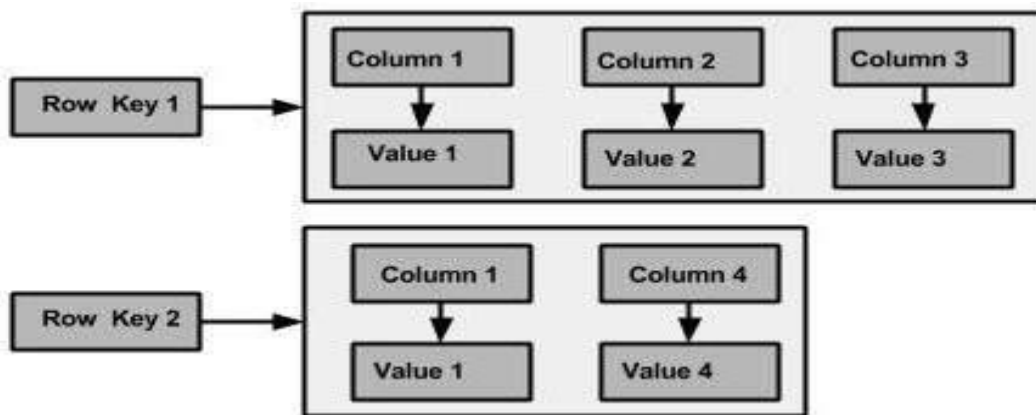 Column 1
Column 2
Column 3
Row Key 1
Value 1
Value 2
Value 3
Column 1
Column 4
Row Key 2
Value 1
Value 4